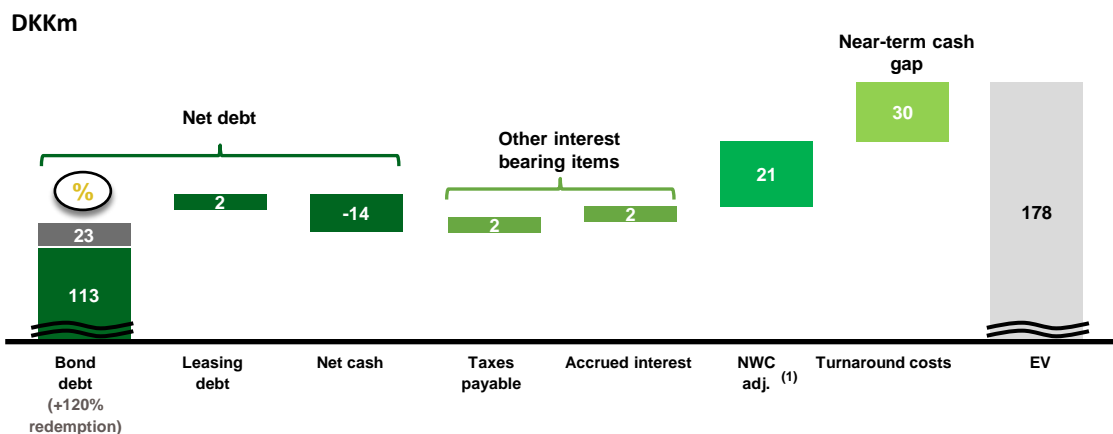 DKKm
Near-term cash
gap
Net debt
Other interest
bearing items
%
23
113
2
-14
2
2
21
30
178
Bond
debt
(+120%
redemption)
Leasing
debt
Net cash
Taxes
payable
Accrued interest
NWC
adj. (1)
Turnaround costs
EV